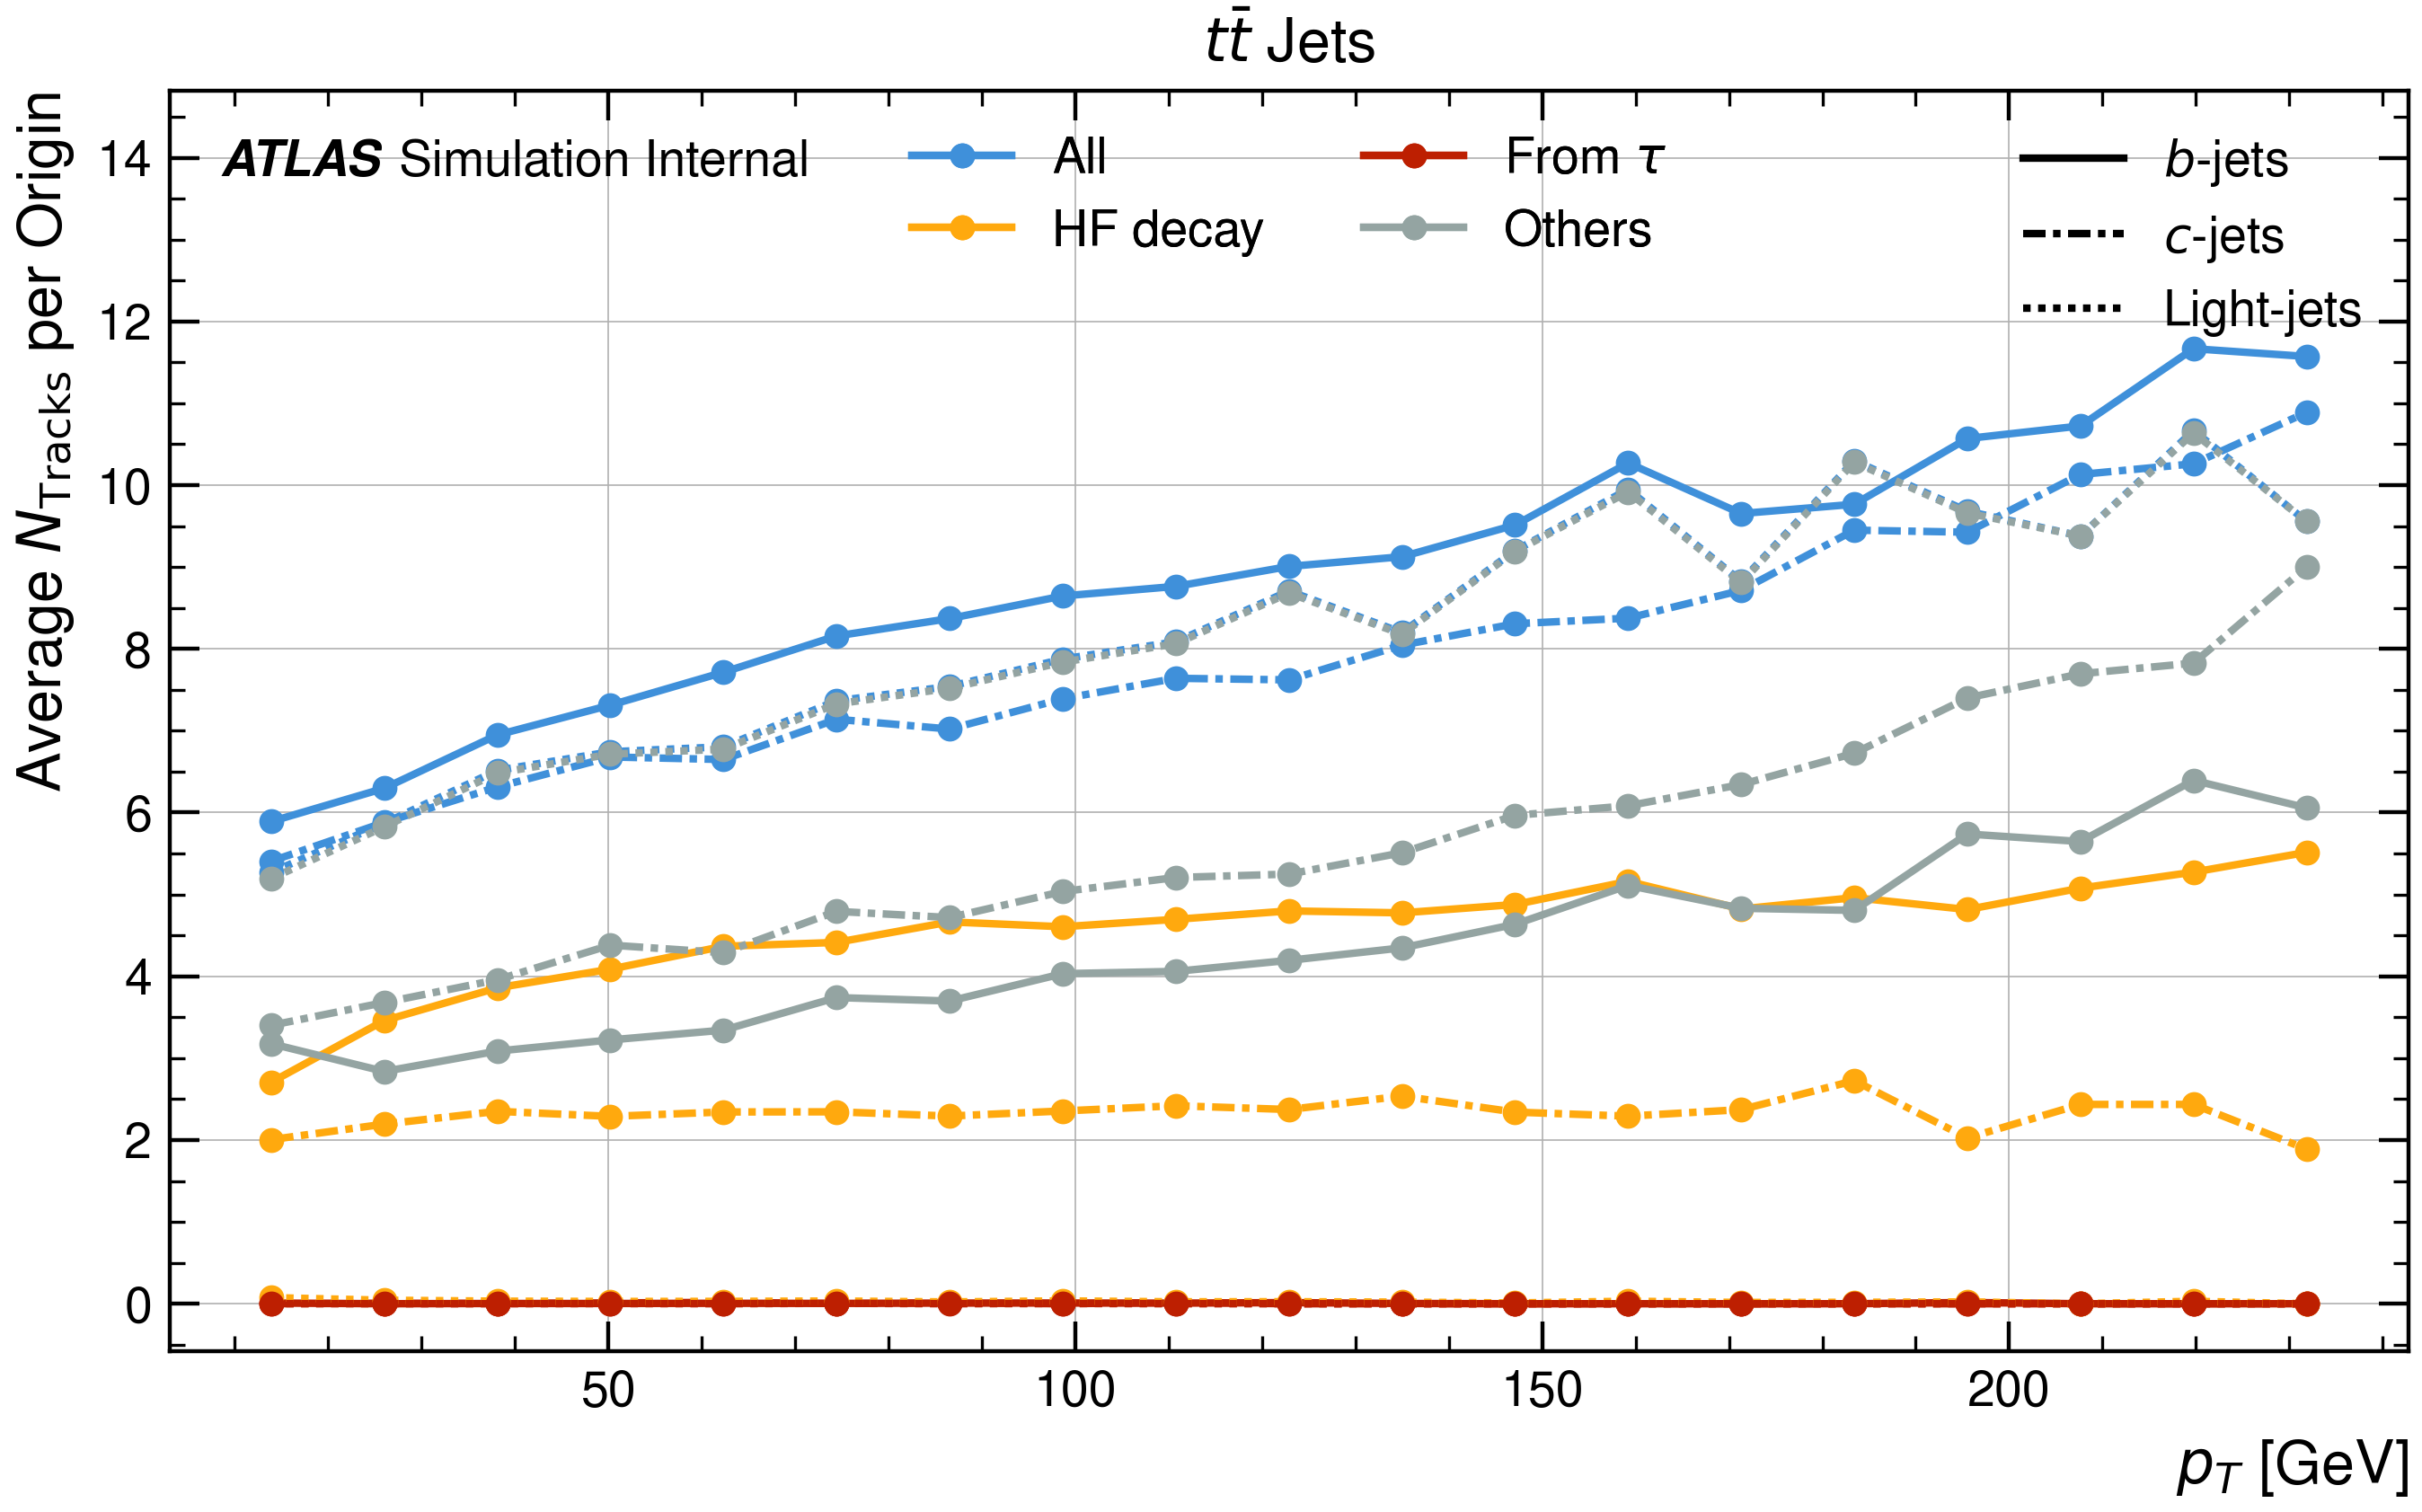 tt̄ Jets
Average N_Tracks per Origin
ATLAS Simulation Internal
All
HF decay
From τ
Others
b-jets
c-jets
Light-jets
14
12
10
8
6
4
2
0
50 100 150 200
p_T [GeV]